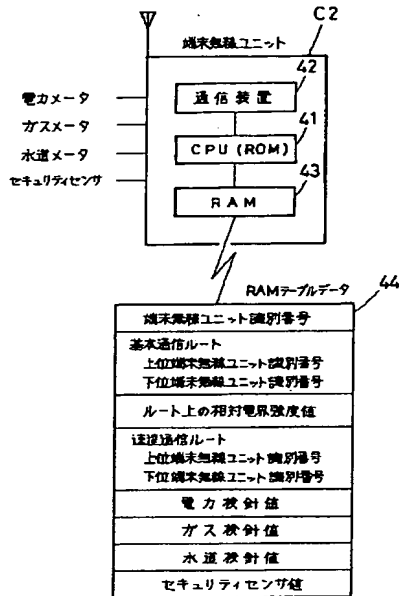 C2
端末無線ユニット
42
通信装置
41
CPU(ROM)
43
RAM
電力メータ
ガスメータ
水道メータ
セキュリティセンサ
RAMテーブルデータ
44
端末無線ユニット識別番号
基本通信ルート
上位端末無線ユニット識別番号
下位端末無線ユニット識別番号
ルート上の相対電界強度値
迂回通信ルート
上位端末無線ユニット識別番号
下位端末無線ユニット識別番号
電力検針値
ガス検針値
水道検針値
セキュリティセンサ値